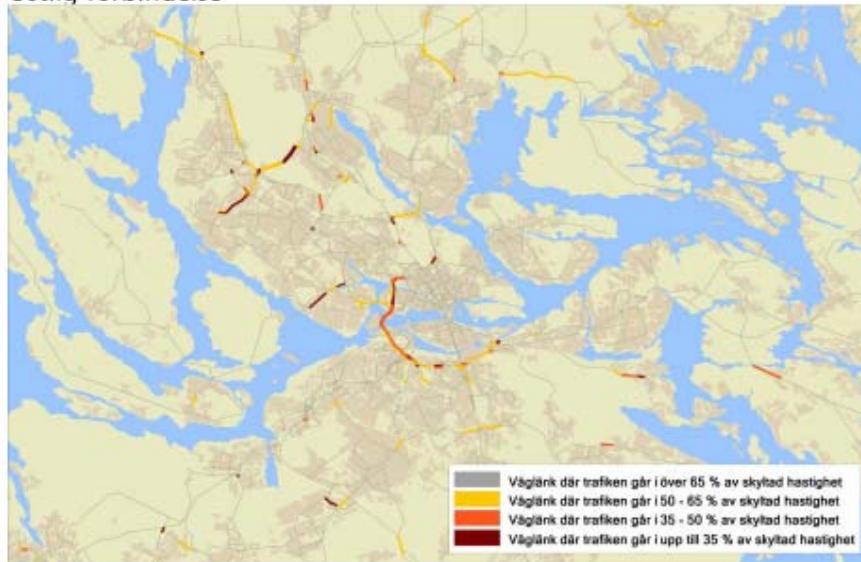 Väglänk där trafiken går i över 65 % av skyltad hastighet
Väglänk där trafiken går i 50 - 65 % av skyltad hastighet
Väglänk där trafiken går i 35 - 50 % av skyltad hastighet
Väglänk där trafiken går i upp till 35 % av skyltad hastighet